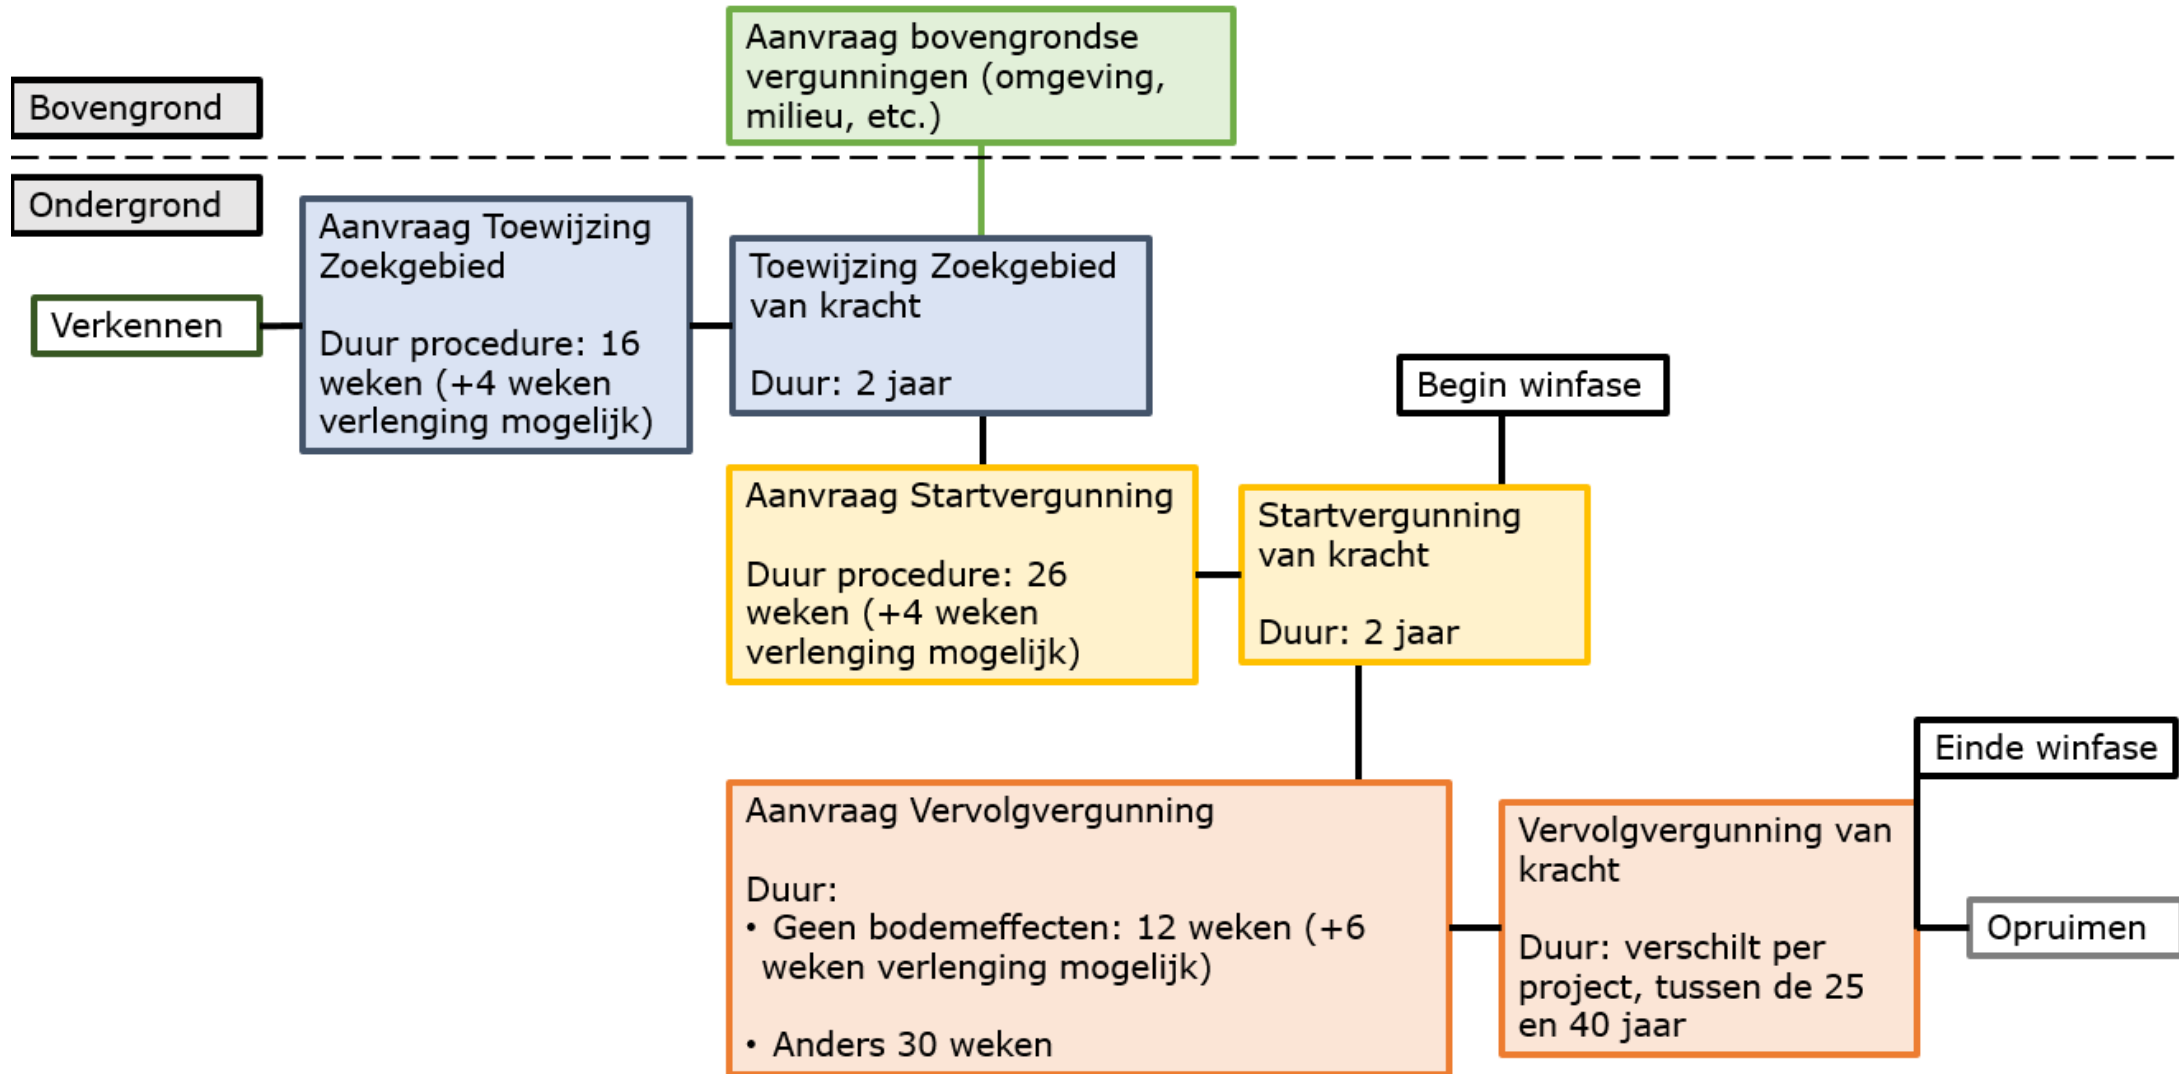 Aanvraag bovengrondse
vergunningen (omgeving,
milieu, etc.)
Bovengrond
Ondergrond
Verkennen
Aanvraag Toewijzing
Zoekgebied
Duur procedure: 16
weken (+4 weken
verlenging mogelijk)
Toewijzing Zoekgebied
van kracht
Duur: 2 jaar
Begin winfase
Aanvraag Startvergunning
Duur procedure: 26
weken (+4 weken
verlenging mogelijk)
Startvergunning
van kracht
Duur: 2 jaar
Einde winfase
Aanvraag Vervolgvergunning
Duur:
• Geen bodemeffecten: 12 weken (+6
weken verlenging mogelijk)
• Anders 30 weken
Vervolgvergunning van
kracht
Duur: verschilt per
project, tussen de 25
en 40 jaar
Opruimen